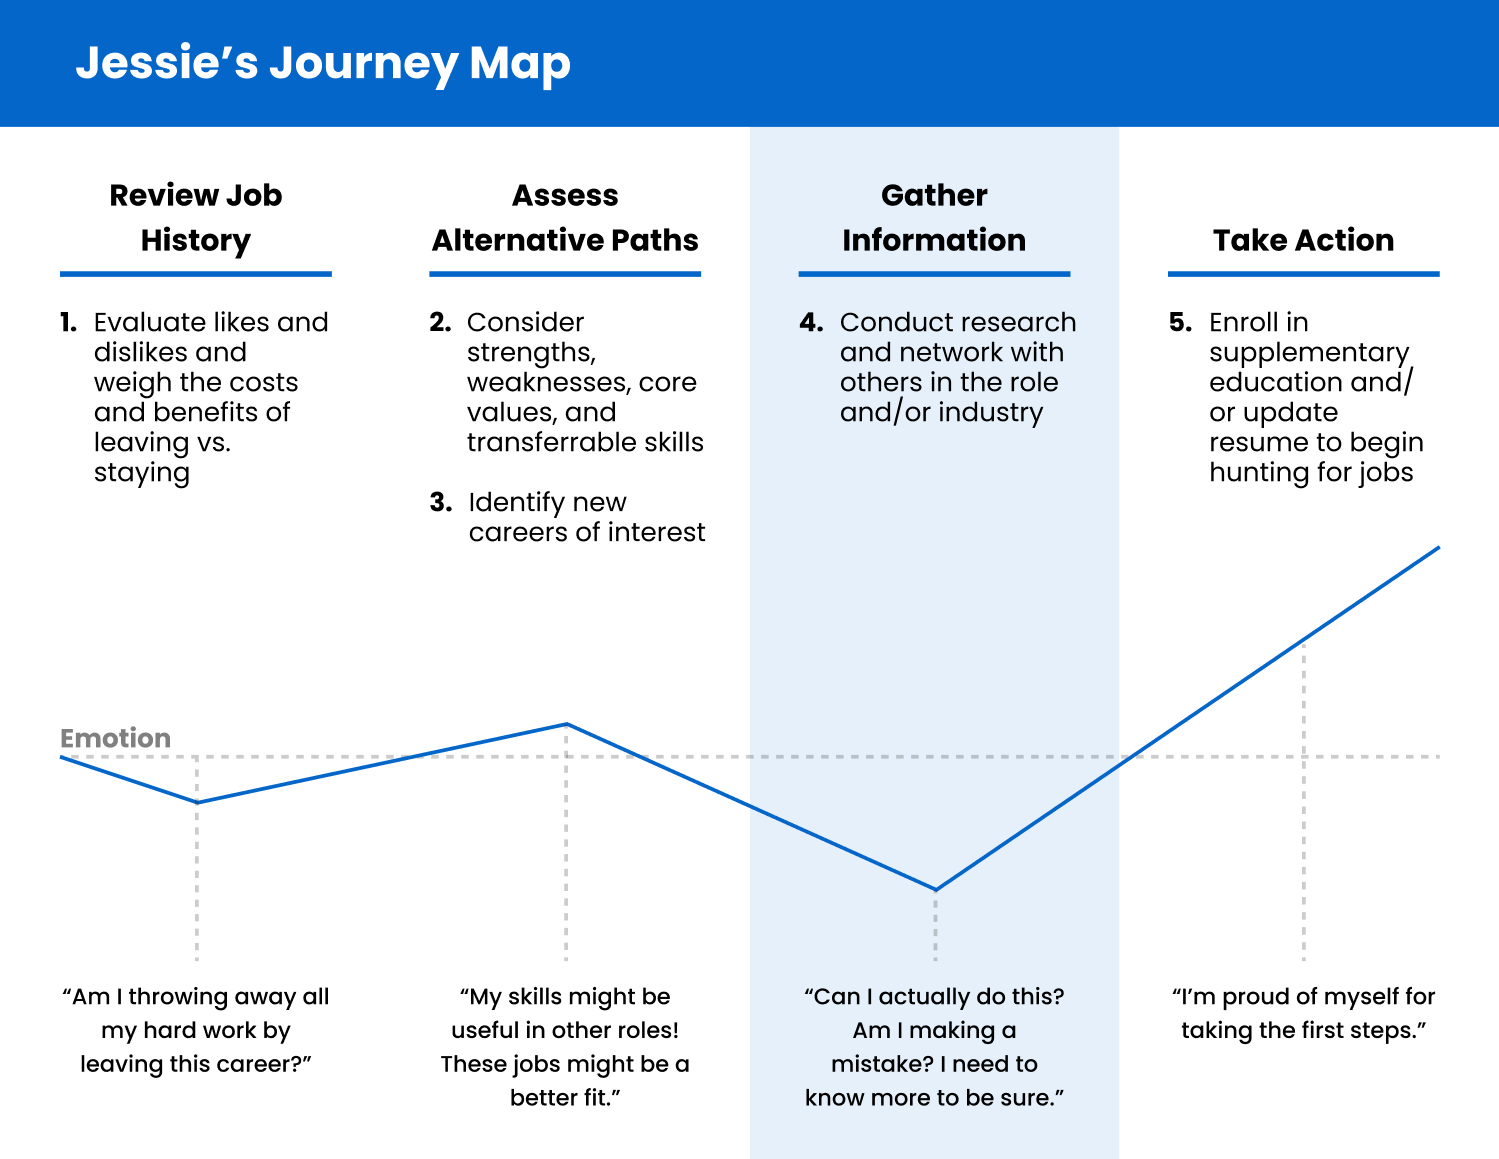 Jessie’s Journey Map
Review Job
History
1. Evaluate likes and
dislikes and
weigh the costs
and benefits of
leaving vs.
staying
Assess
Alternative Paths
2. Consider
strengths,
weaknesses, core
values, and
transferrable skills
3. Identify new
careers of interest
Gather
Information
4. Conduct research
and network with
others in the role
and/or industry
Take Action
5. Enroll in
supplementary
education and/
or update
resume to begin
hunting for jobs
Emotion
“Am I throwing away all
my hard work by
leaving this career?”
“My skills might be
useful in other roles!
These jobs might be a
better fit.”
“Can I actually do this?
Am I making a
mistake? I need to
know more to be sure.”
“I’m proud of myself for
taking the first steps.”